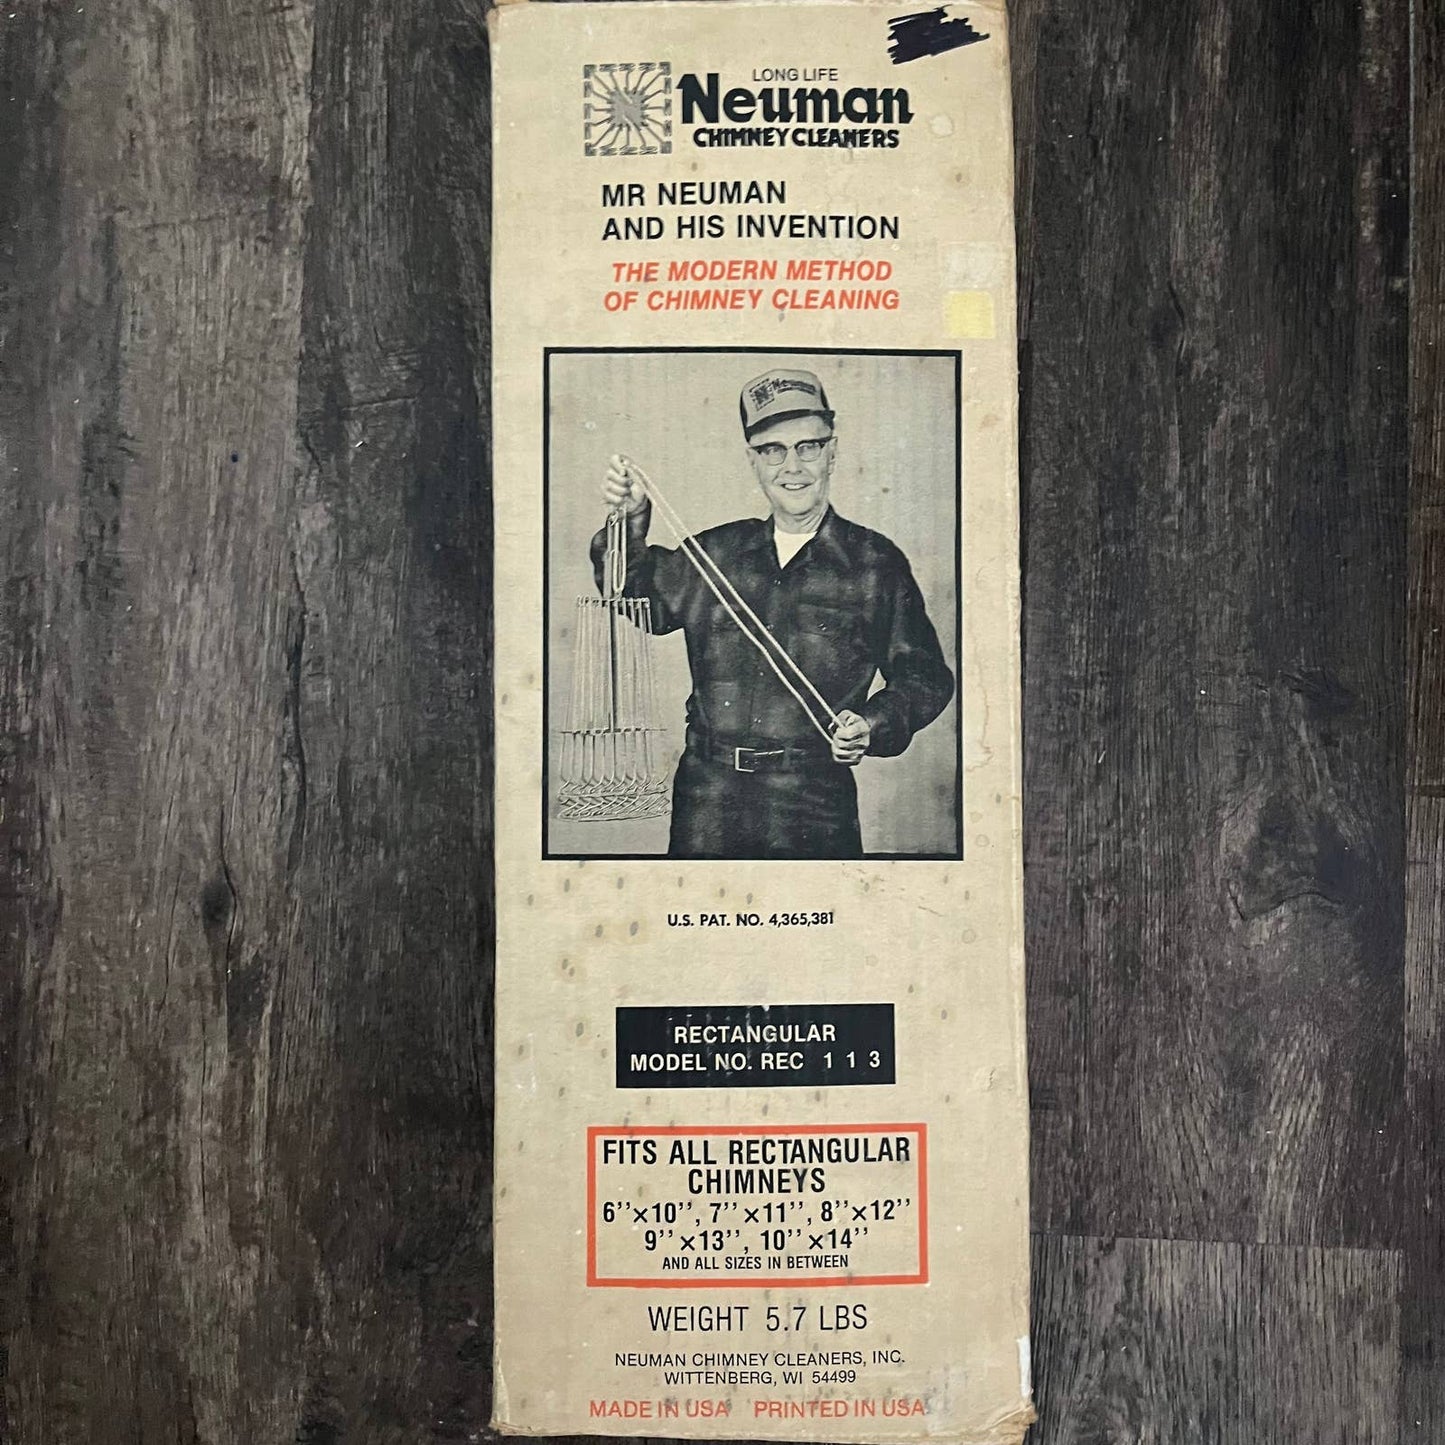 LONG LIFE
Neuman
CHIMNEY CLEANERS
MR NEUMAN
AND HIS INVENTION
THE MODERN METHOD
OF CHIMNEY CLEANING
N Neuman
U.S. PAT. NO. 4,365,381
RECTANGULAR
MODEL NO. REC 1 1 3
FITS ALL RECTANGULAR
CHIMNEYS
6''×10'', 7''×11'', 8''×12''
9''×13'', 10''×14''
AND ALL SIZES IN BETWEEN
WEIGHT 5.7 LBS
NEUMAN CHIMNEY CLEANERS, INC.
WITTENBERG, WI 54499
MADE IN USA PRINTED IN USA